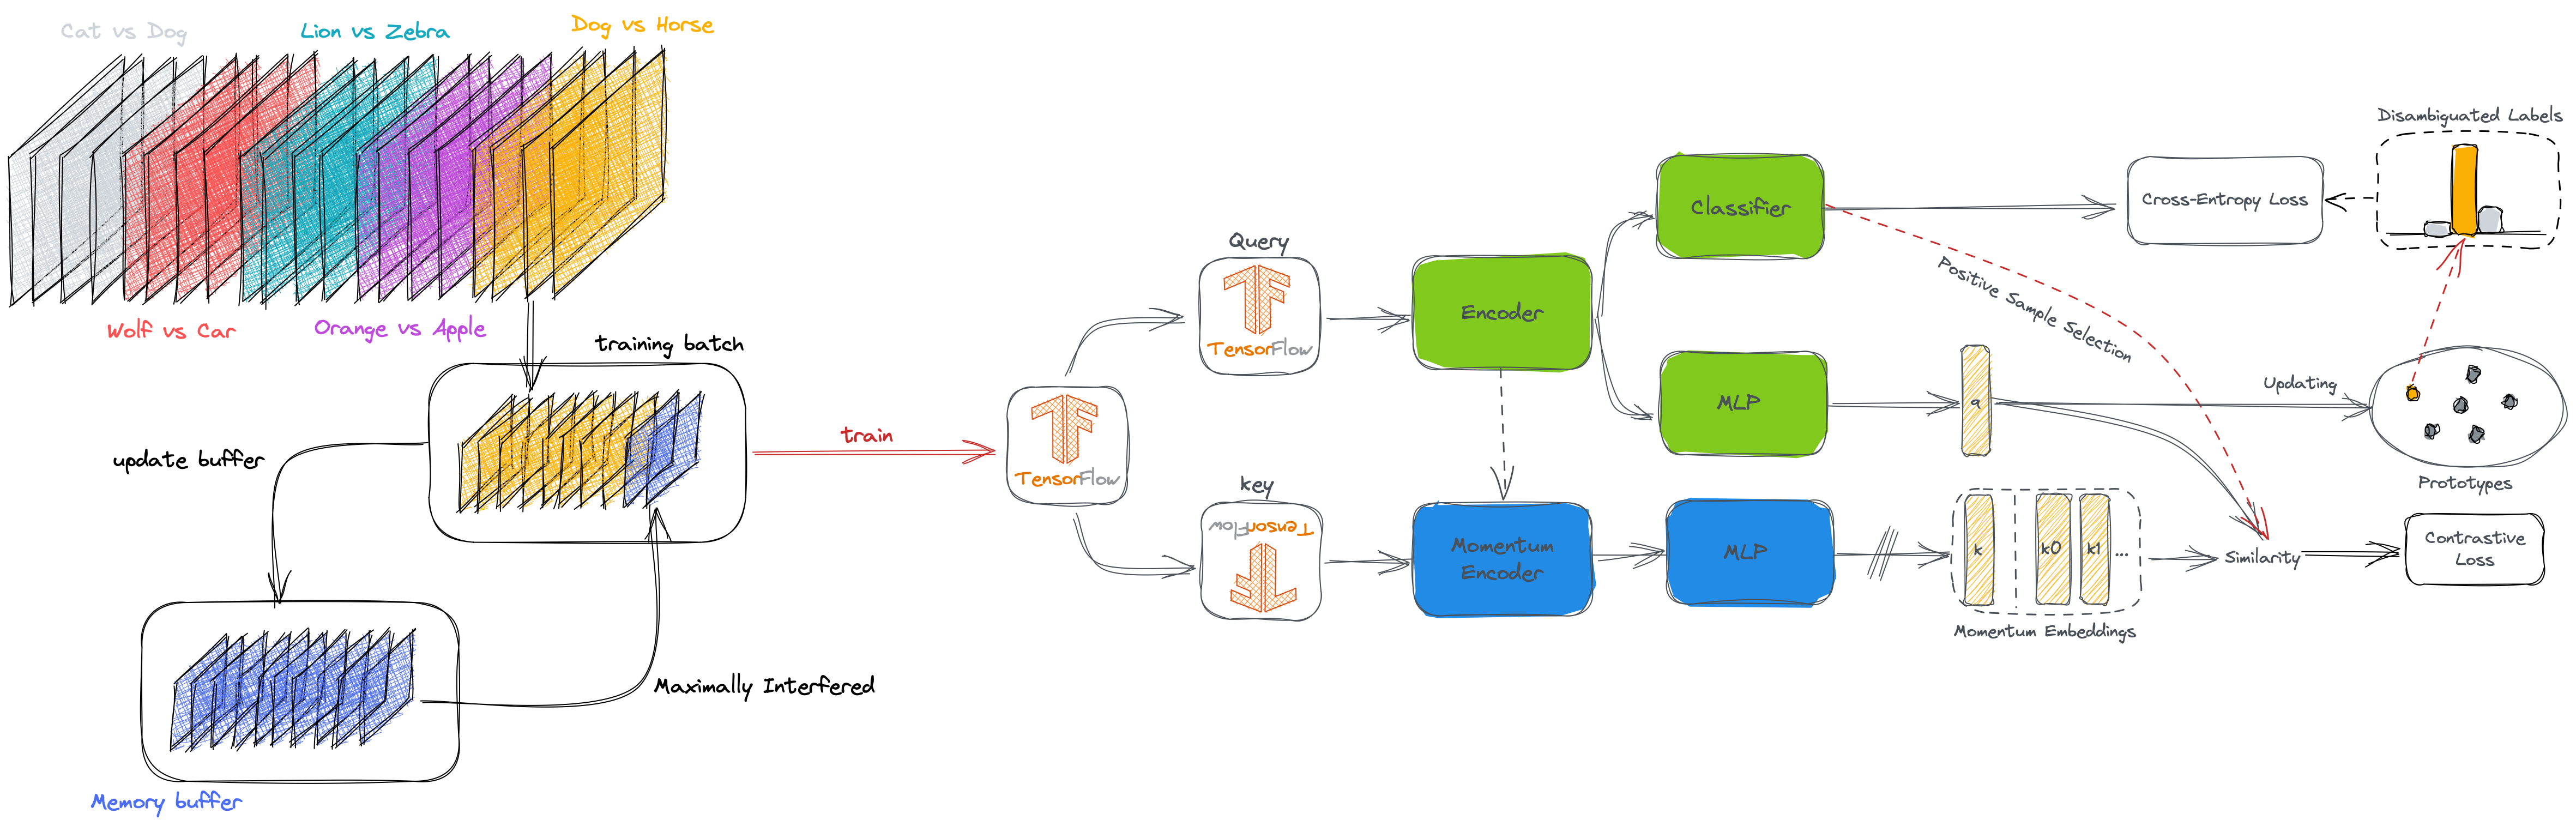 Cat vs Dog
Lion vs Zebra
Dog vs Horse
Wolf vs Car
Orange vs Apple
training batch
update buffer
Maximally Interfered
Memory buffer
train
TensorFlow
Query
TensorFlow
key
TensorFlow
Encoder
Momentum
Encoder
Classifier
MLP
MLP
q
k
k0
k1
...
Momentum Embeddings
Positive Sample Selection
Similarity
Updating
Cross-Entropy Loss
Disambiguated Labels
Prototypes
Contrastive
Loss